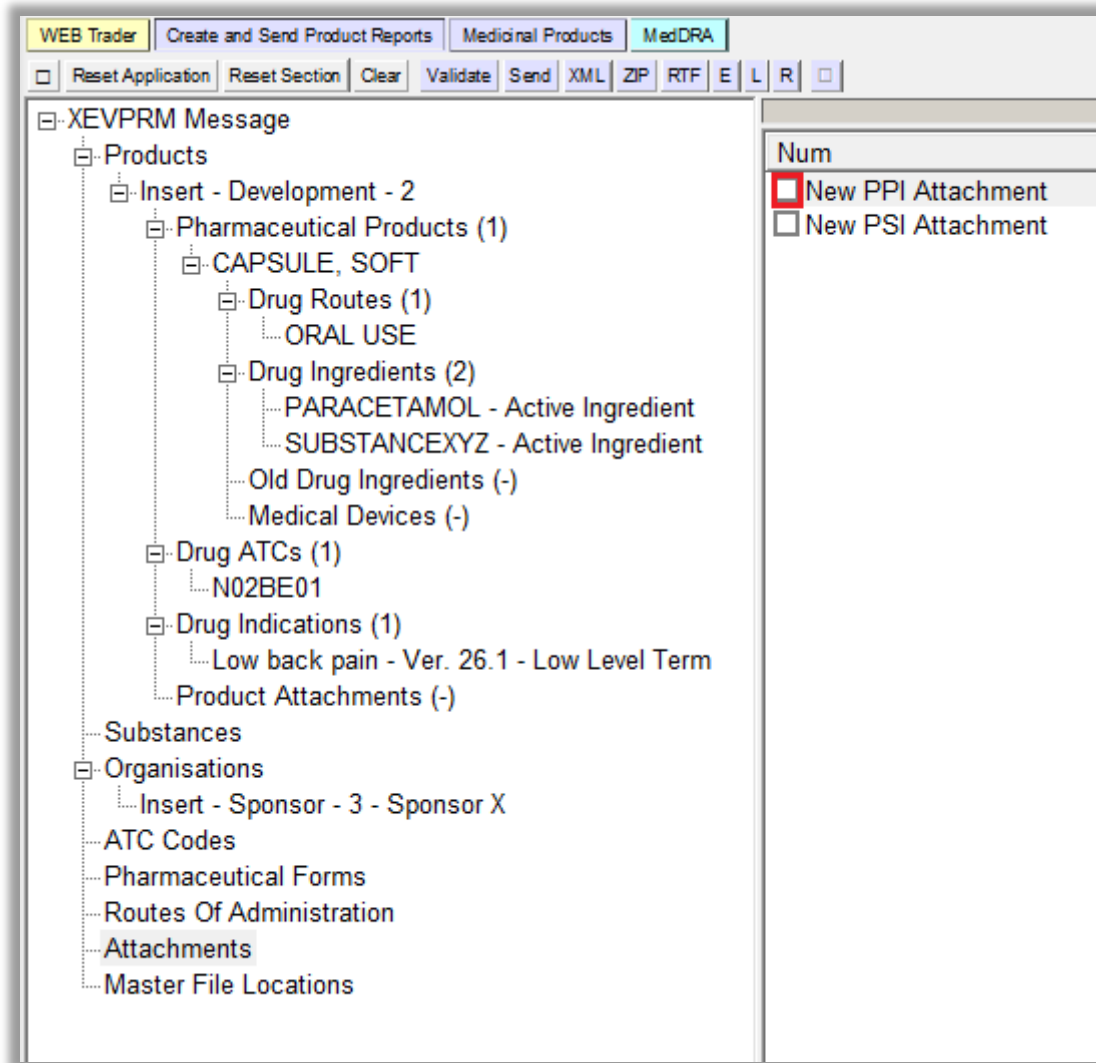 WEB Trader Create and Send Product Reports Medicinal Products MedDRA
Reset Application Reset Section Clear Validate Send XML ZIP RTF E L R
XEVPRM Message
Products
Insert - Development - 2
Pharmaceutical Products (1)
CAPSULE, SOFT
Drug Routes (1)
ORAL USE
Drug Ingredients (2)
PARACETAMOL - Active Ingredient
SUBSTANCEXYZ - Active Ingredient
Old Drug Ingredients (-)
Medical Devices (-)
Drug ATCs (1)
N02BE01
Drug Indications (1)
Low back pain - Ver. 26.1 - Low Level Term
Product Attachments (-)
Substances
Organisations
Insert - Sponsor - 3 - Sponsor X
ATC Codes
Pharmaceutical Forms
Routes Of Administration
Attachments
Master File Locations
Num
New PPI Attachment
New PSI Attachment